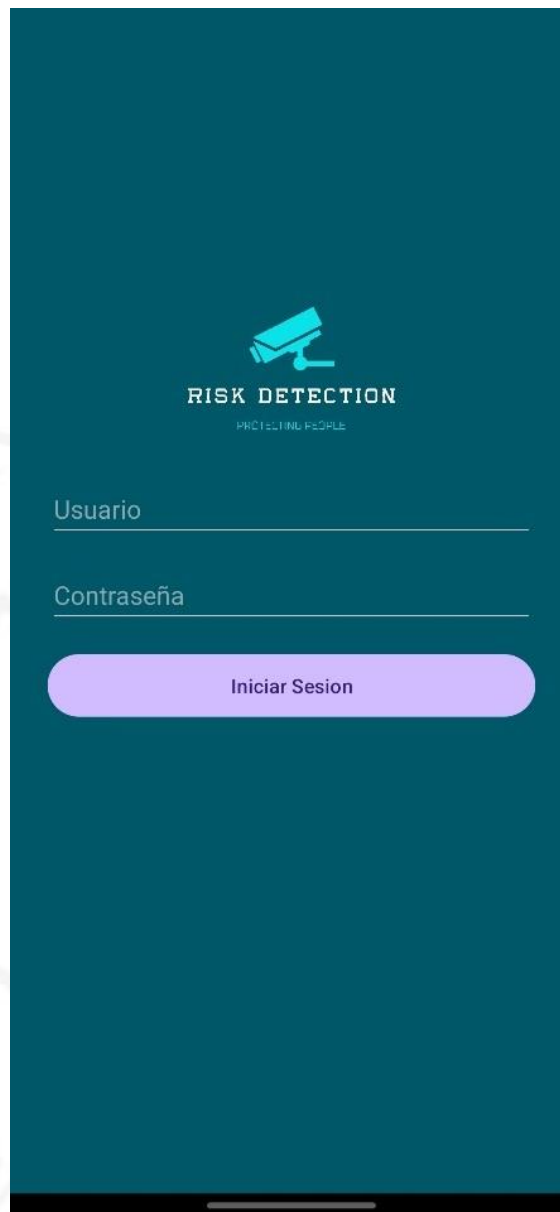 RISK DETECTION
PROTECTING PEOPLE
Usuario
Contraseña
Iniciar Sesion